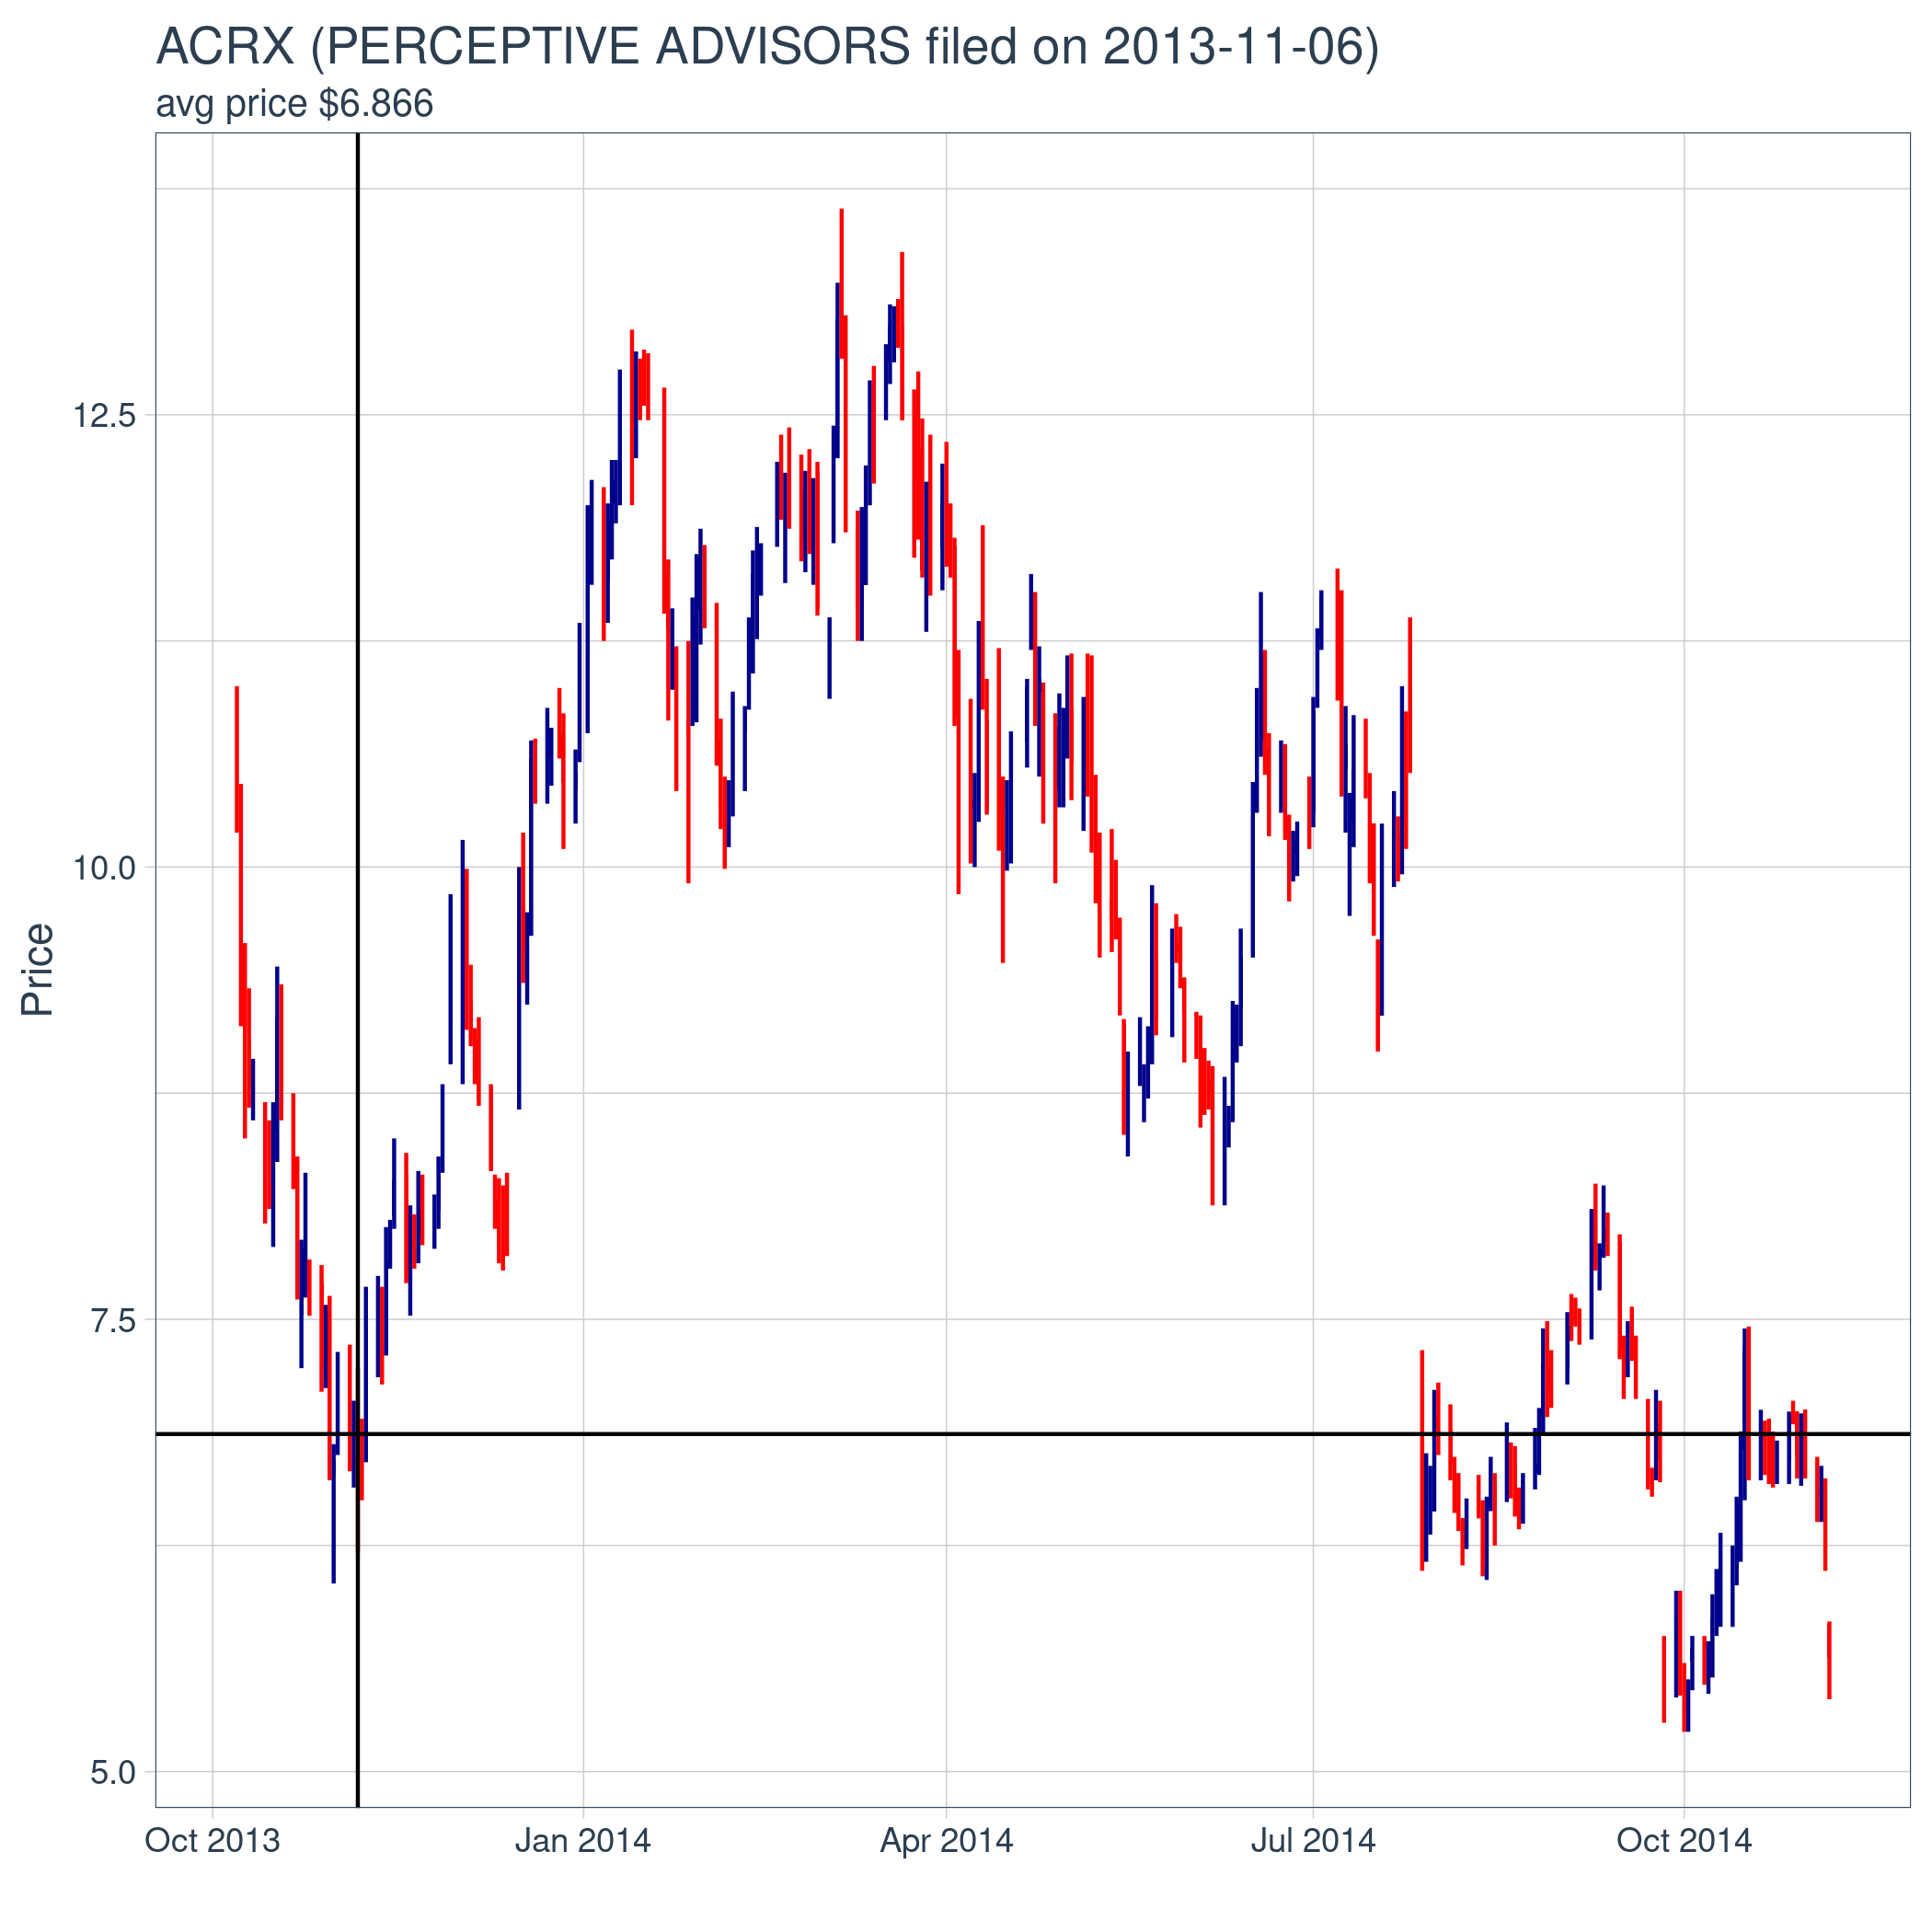 ACRX (PERCEPTIVE ADVISORS filed on 2013-11-06)
avg price $6.866
12.5
10.0
7.5
5.0
Price
Oct 2013
Jan 2014
Apr 2014
Jul 2014
Oct 2014